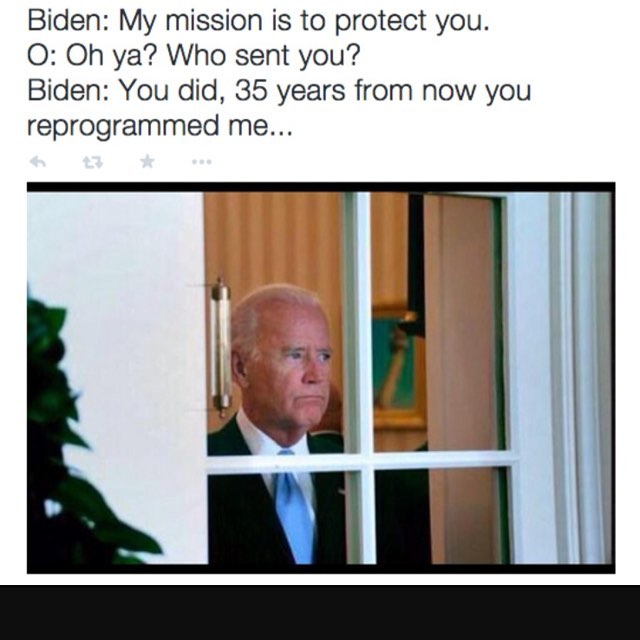 Biden: My mission is to protect you.
O: Oh ya? Who sent you?
Biden: You did, 35 years from now you
reprogrammed me...